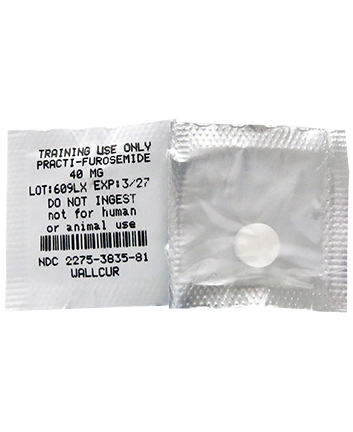 TRAINING USE ONLY
PRACTI-FUROSEMIDE
40 MG
LOT:609LX EXP:3/27
DO NOT INGEST
not for human
or animal use
NDC 2275-3835-81
WALLCUR